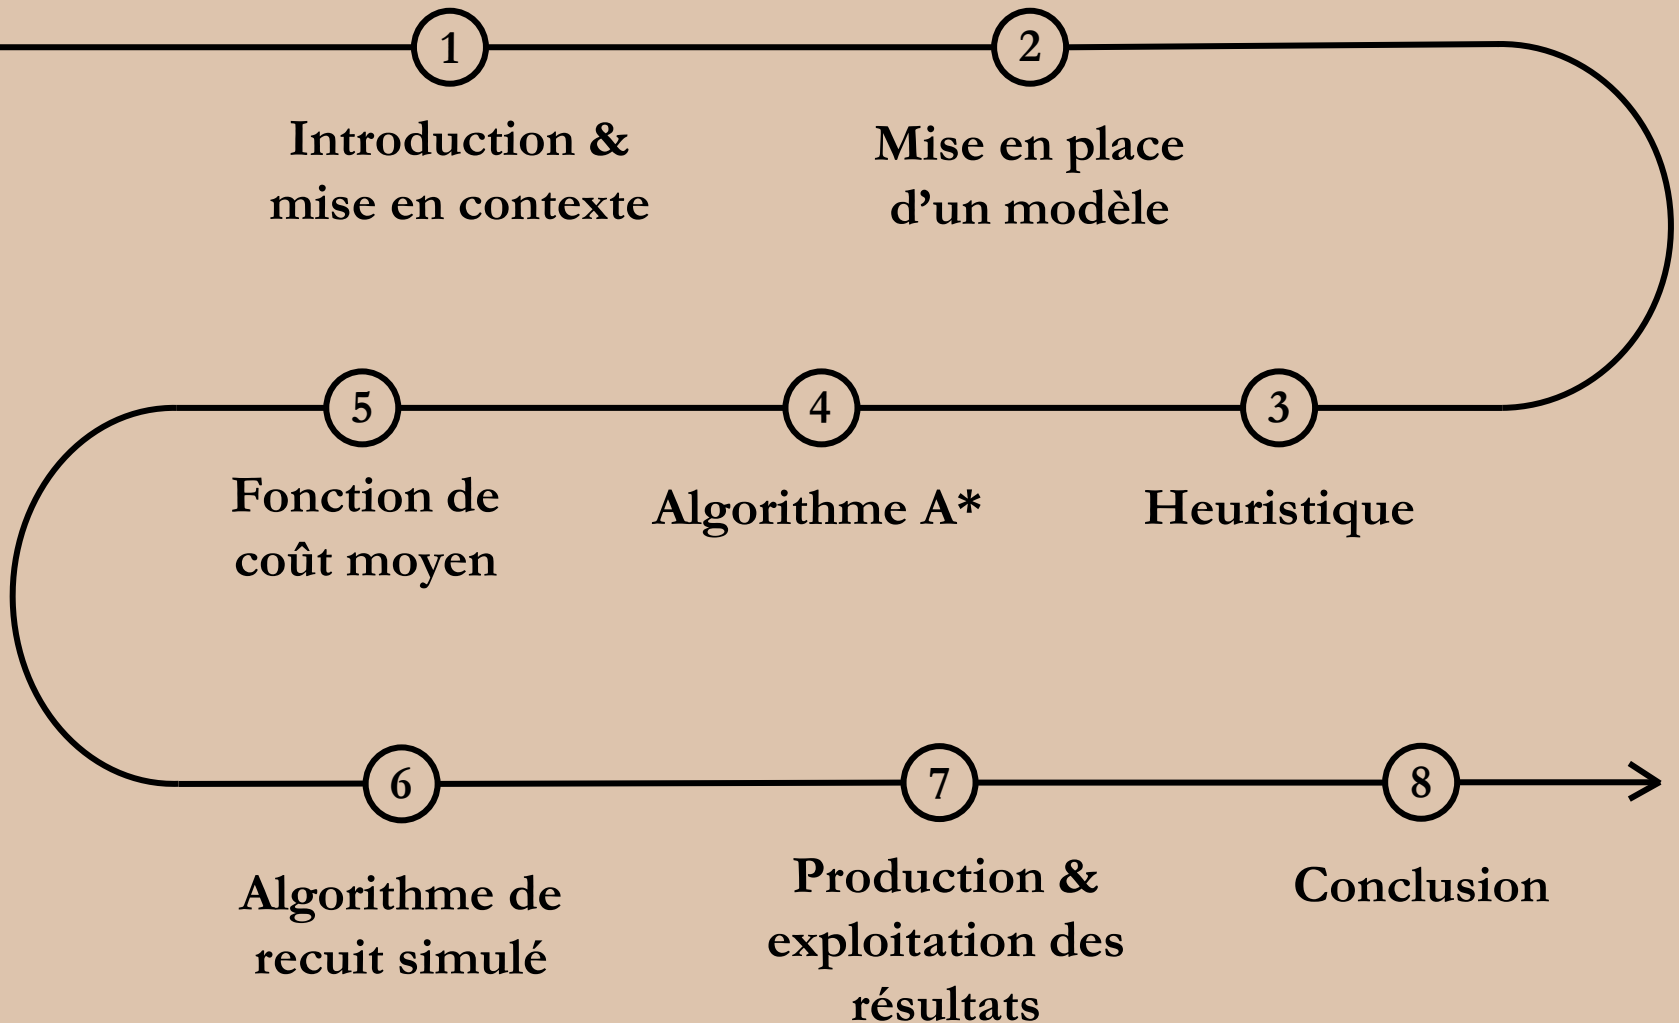 1
Introduction &
mise en contexte
2
Mise en place
d’un modèle
3
Heuristique
4
Algorithme A*
5
Fonction de
coût moyen
6
Algorithme de
recuit simulé
7
Production &
exploitation des
résultats
8
Conclusion